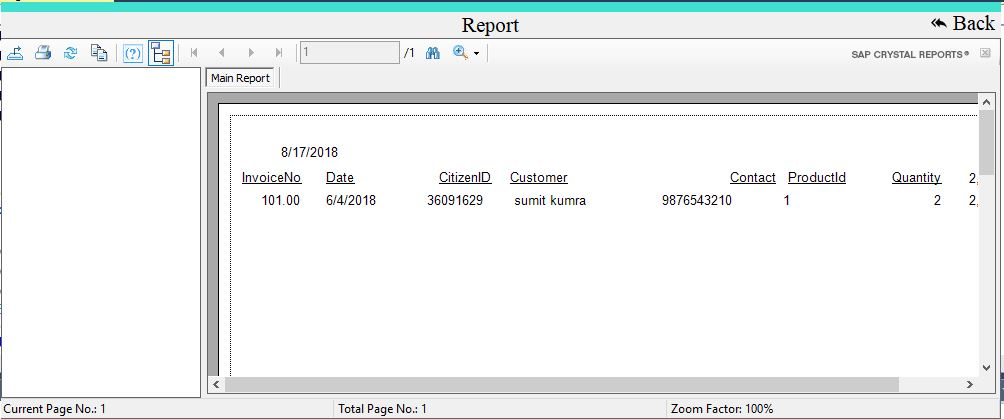 Report
Back
1 /1 SAP CRYSTAL REPORTS®
Main Report
8/17/2018
InvoiceNo Date CitizenID Customer Contact ProductId Quantity 2,
101.00 6/4/2018 36091629 sumit kumra 9876543210 1 2 2,
Current Page No.: 1 Total Page No.: 1 Zoom Factor: 100%